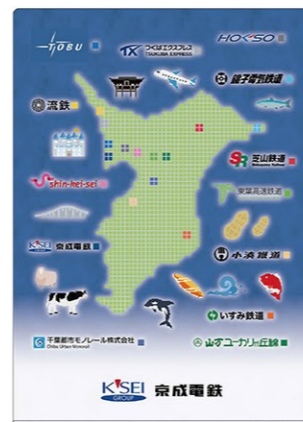 TOBU
つくばエクスプレス
TSUKUBA EXPRESS
HOKSO
銚子電気鉄道
流鉄
SR 芝山鉄道
Shin-kei-sei
東葉高速鉄道
K'SEI 京成電鉄
小湊鐵道
いすみ鉄道
千葉都市モノレール株式会社
Chiba Urban Monorail
山万ユーカリが丘線
K'SEI GROUP 京成電鉄